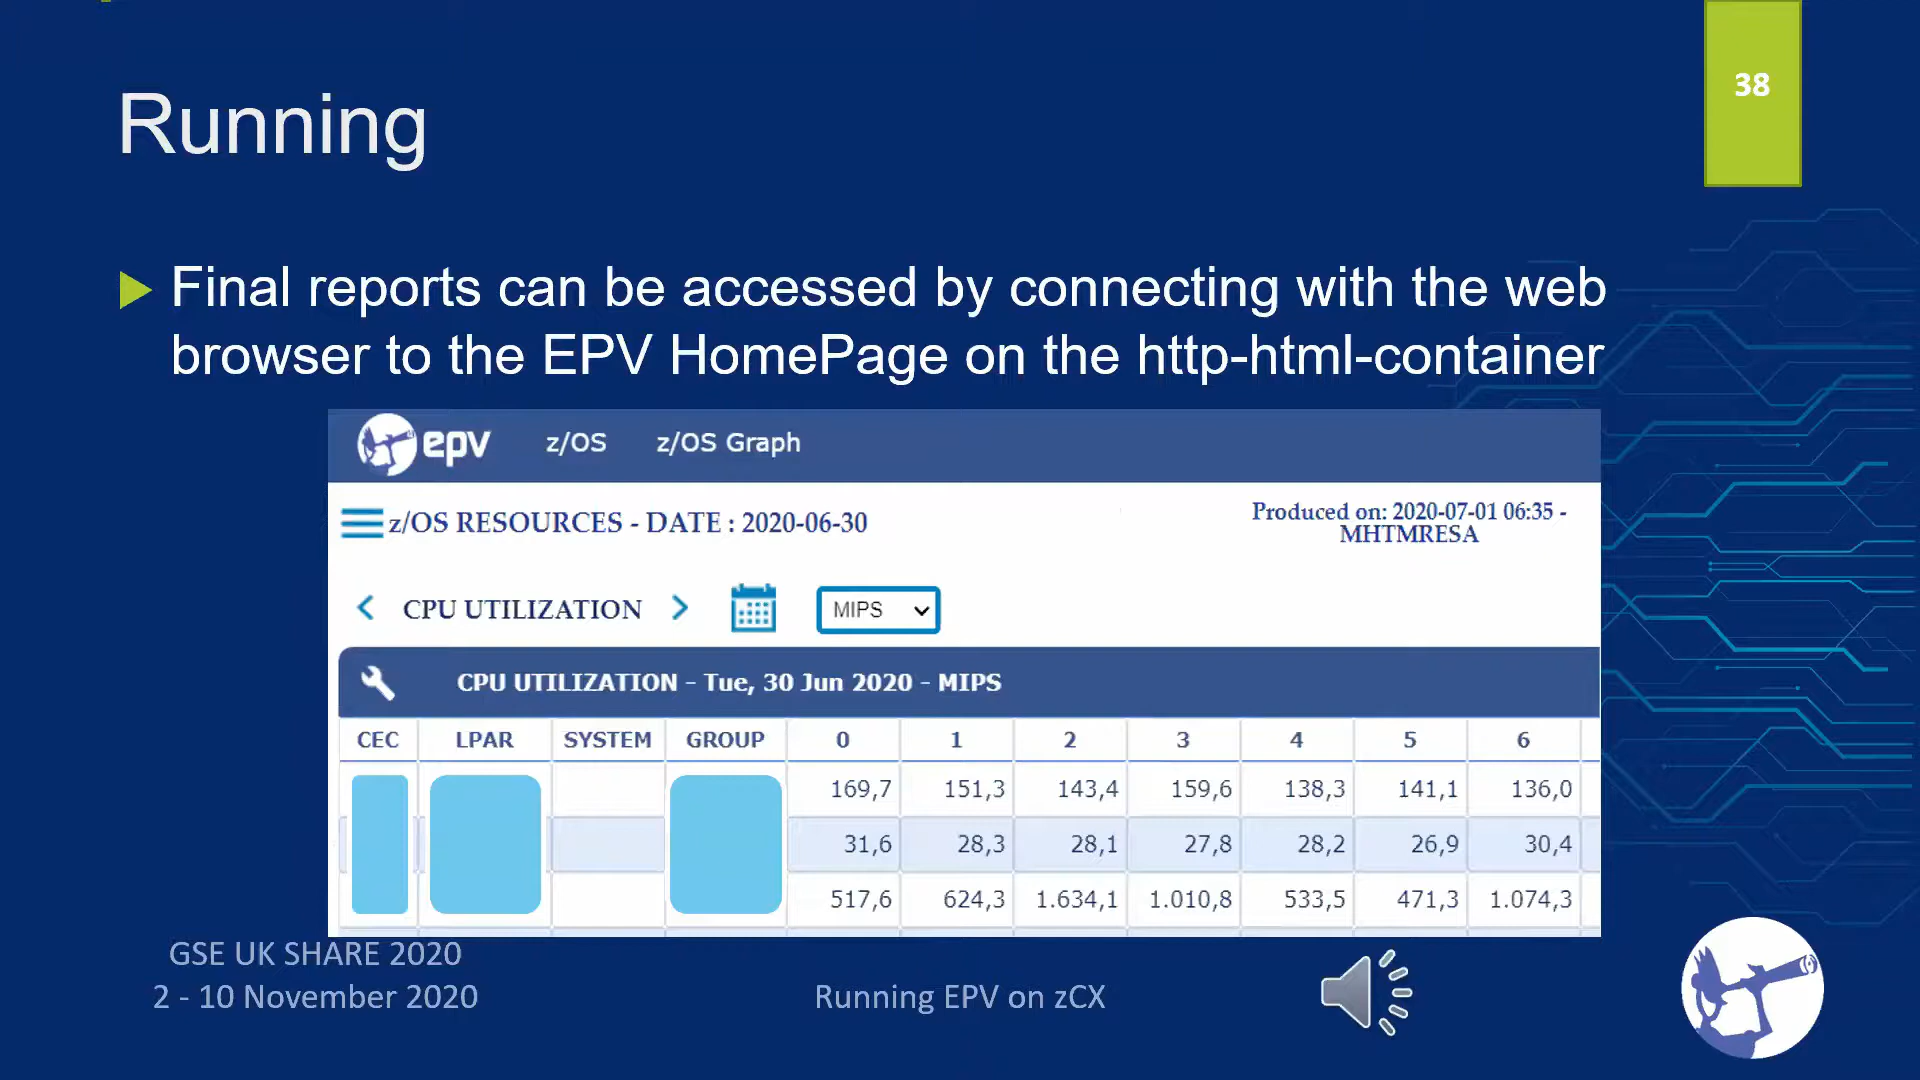 38
Running
Final reports can be accessed by connecting with the web
browser to the EPV HomePage on the http-html-container
epv z/OS z/OS Graph
z/OS RESOURCES - DATE : 2020-06-30
Produced on: 2020-07-01 06:35 -
MHTMRESA
CPU UTILIZATION MIPS
CPU UTILIZATION - Tue, 30 Jun 2020 - MIPS
CEC LPAR SYSTEM GROUP 0 1 2 3 4 5 6
169,7 151,3 143,4 159,6 138,3 141,1 136,0
31,6 28,3 28,1 27,8 28,2 26,9 30,4
517,6 624,3 1.634,1 1.010,8 533,5 471,3 1.074,3
GSE UK SHARE 2020
2 - 10 November 2020
Running EPV on zCX